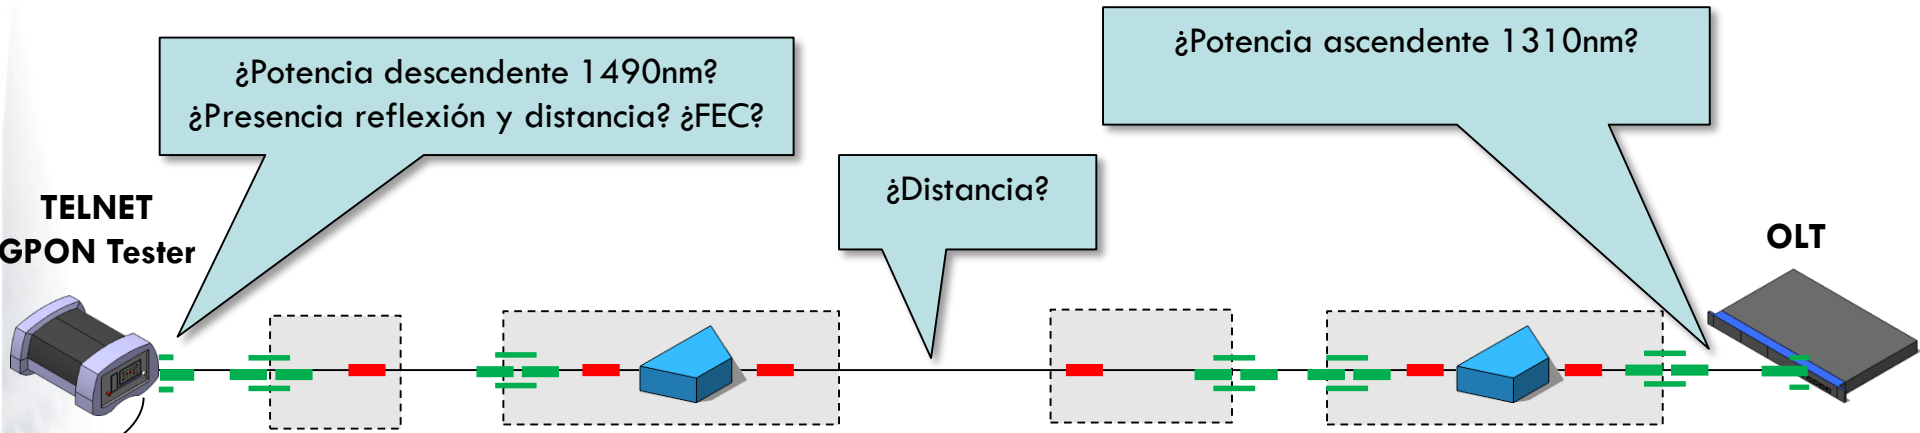 ¿Potencia descendente 1490nm?
¿Presencia reflexión y distancia? ¿FEC?
¿Potencia ascendente 1310nm?
¿Distancia?
TELNET
GPON Tester
OLT